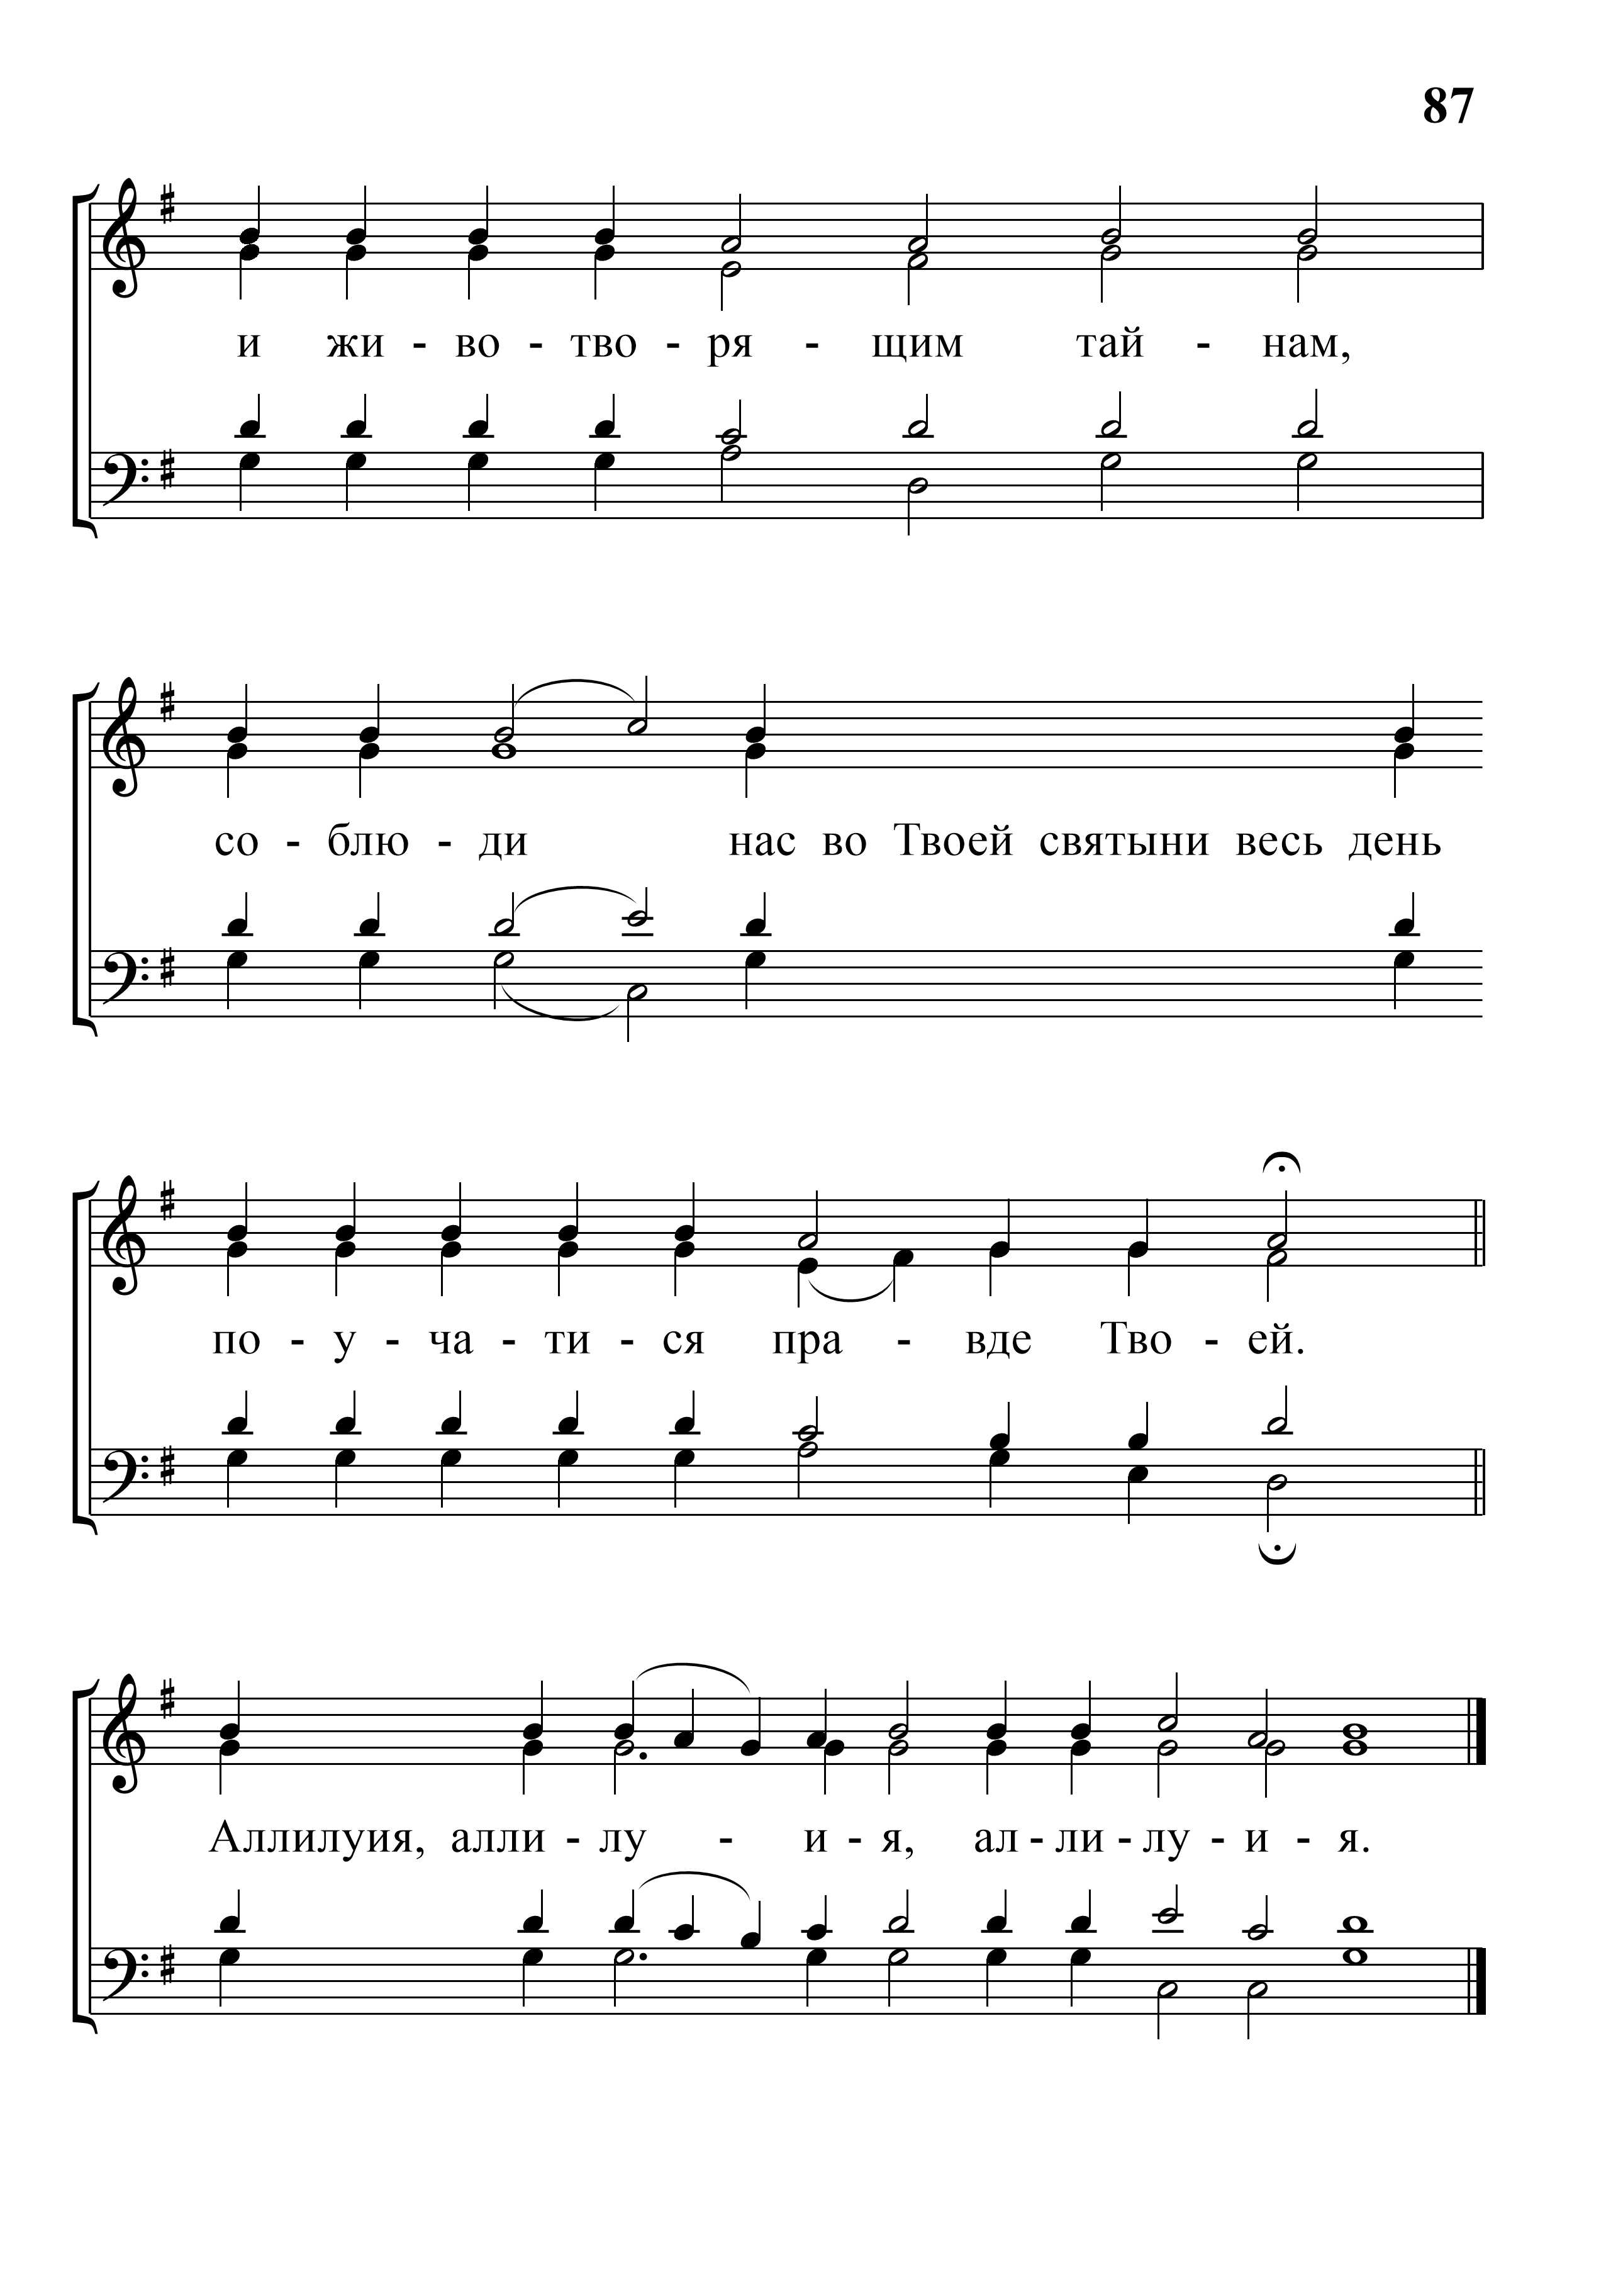 87
и жи - во - тво - ря - щим тай - нам,
со - блю - ди нас во Твоей святыни весь день
по - у - ча - ти - ся пра - вде Тво - ей.
Аллилуия, алли - лу - и - я, ал - ли - лу - и - я.